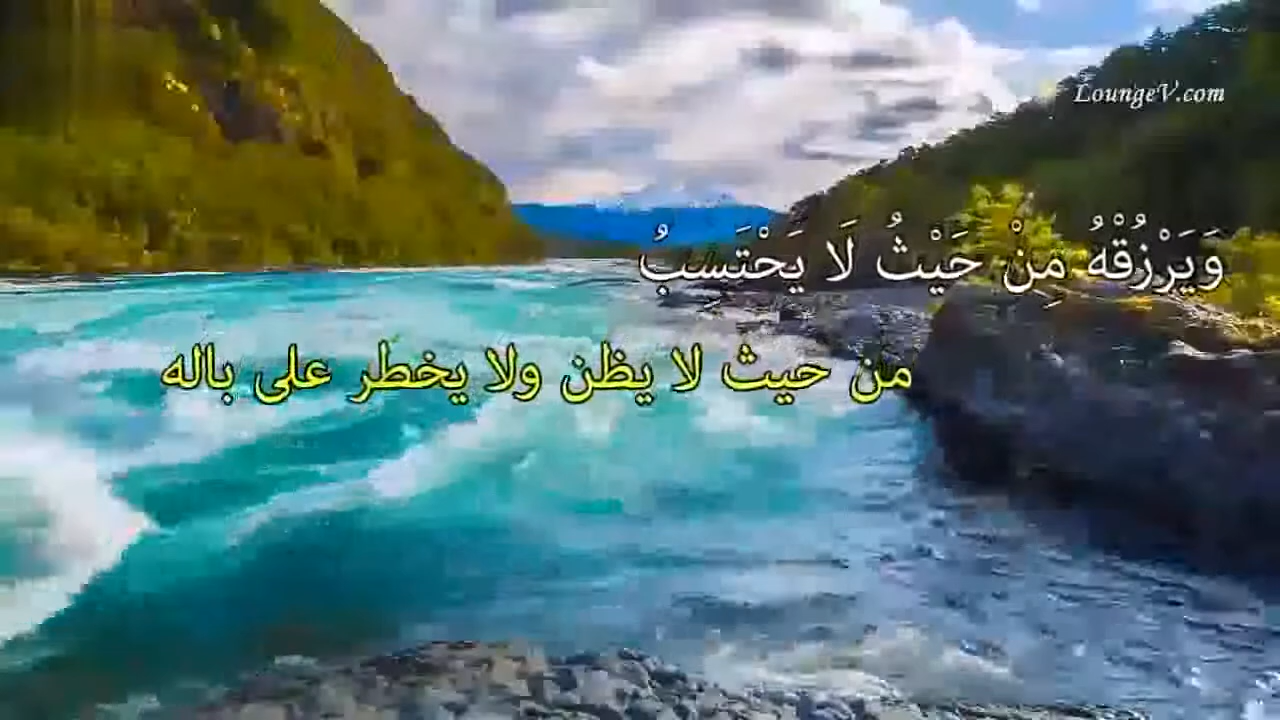 LoungeV.com
وَيَرْزُقْهُ مِنْ حَيْثُ لَا يَحْتَسِبُ
من حيث لا يظن ولا يخطر على باله